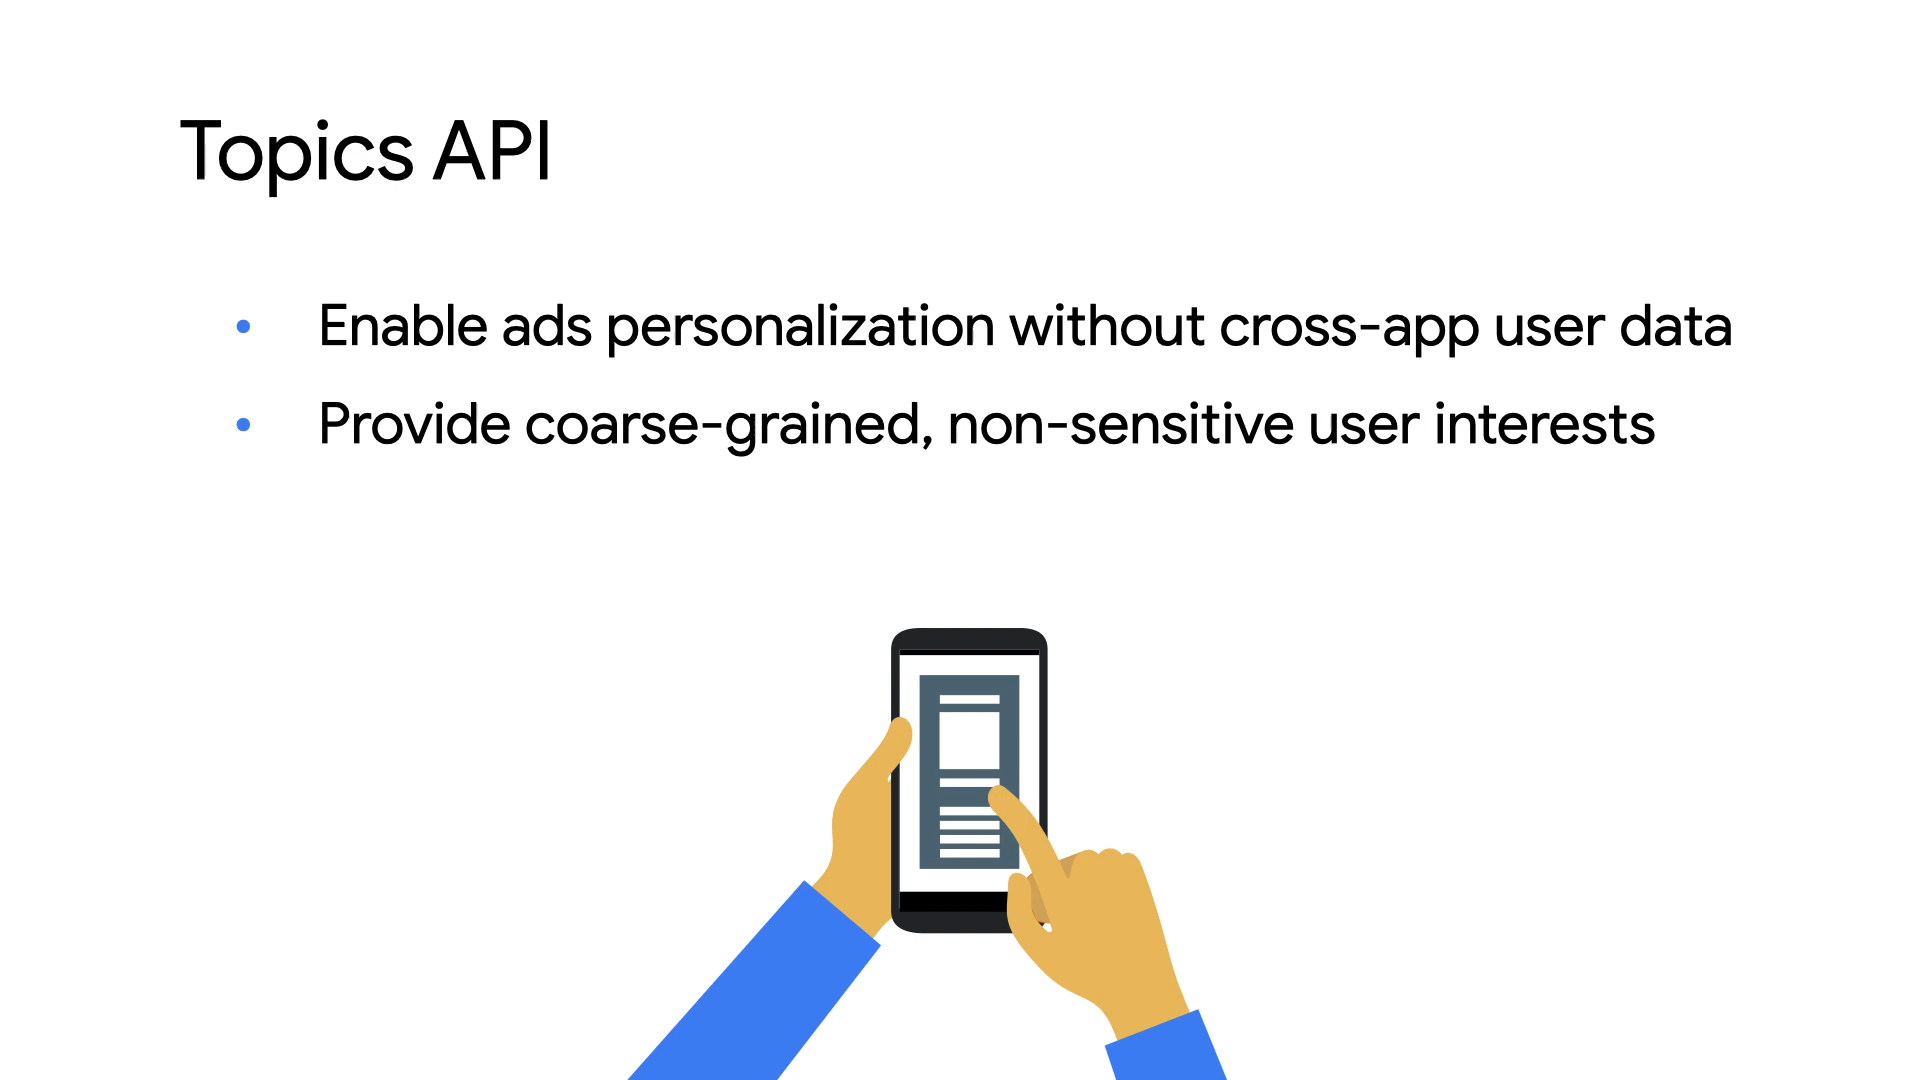 Topics API
• Enable ads personalization without cross-app user data
• Provide coarse-grained, non-sensitive user interests